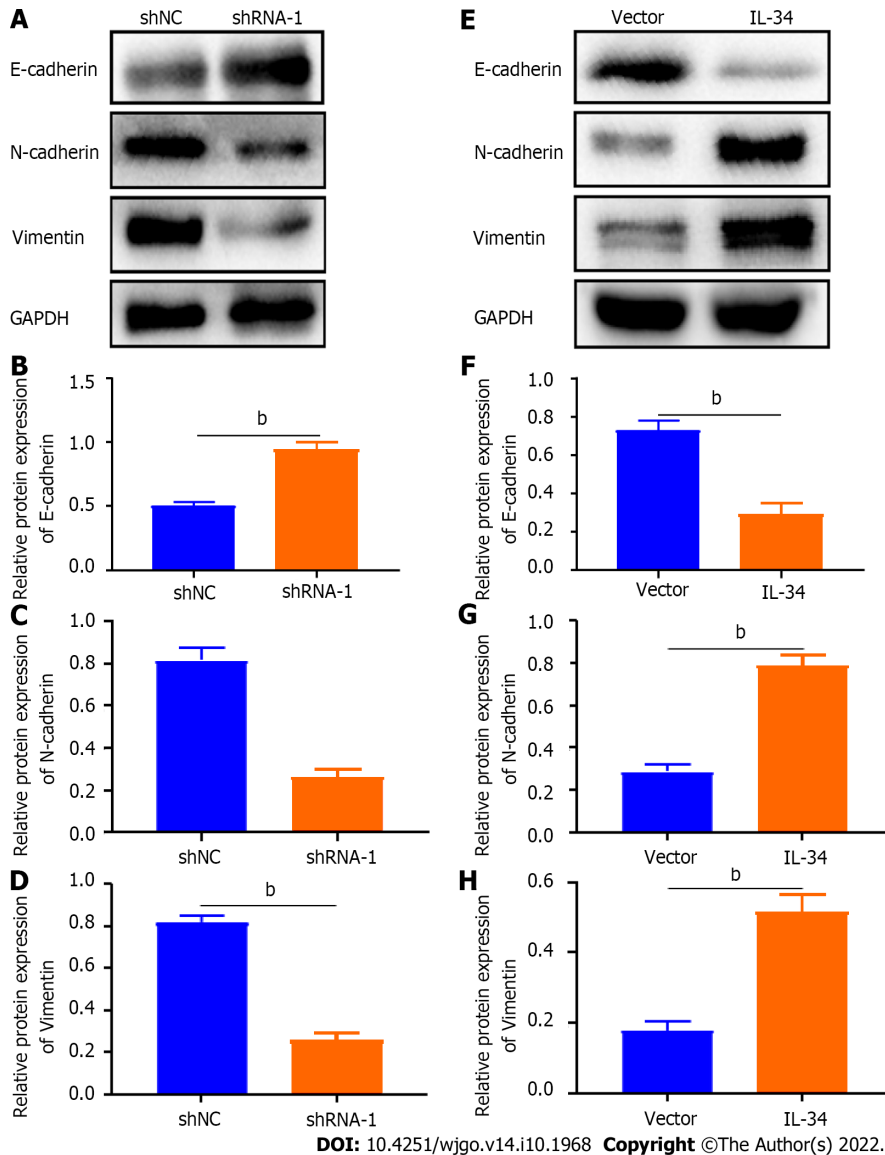 A
shNC shRNA-1
E-cadherin
N-cadherin
Vimentin
GAPDH
E
Vector IL-34
E-cadherin
N-cadherin
Vimentin
GAPDH
B
Relative protein expression
of E-cadherin
1.5
1.0
0.5
0.0
b
shNC shRNA-1
F
Relative protein expression
of E-cadherin
1.0
0.8
0.6
0.4
0.2
0.0
b
Vector IL-34
C
Relative protein expression
of N-cadherin
1.0
0.8
0.6
0.4
0.2
0.0
shNC shRNA-1
G
Relative protein expression
of N-cadherin
1.0
0.8
0.6
0.4
0.2
0.0
b
Vector IL-34
D
Relative protein expression
of Vimentin
1.0
0.8
0.6
0.4
0.2
0.0
b
shNC shRNA-1
H
Relative protein expression
of Vimentin
0.6
0.4
0.2
0.0
b
Vector IL-34
DOI: 10.4251/wjgo.v14.i10.1968 Copyright ©The Author(s) 2022.